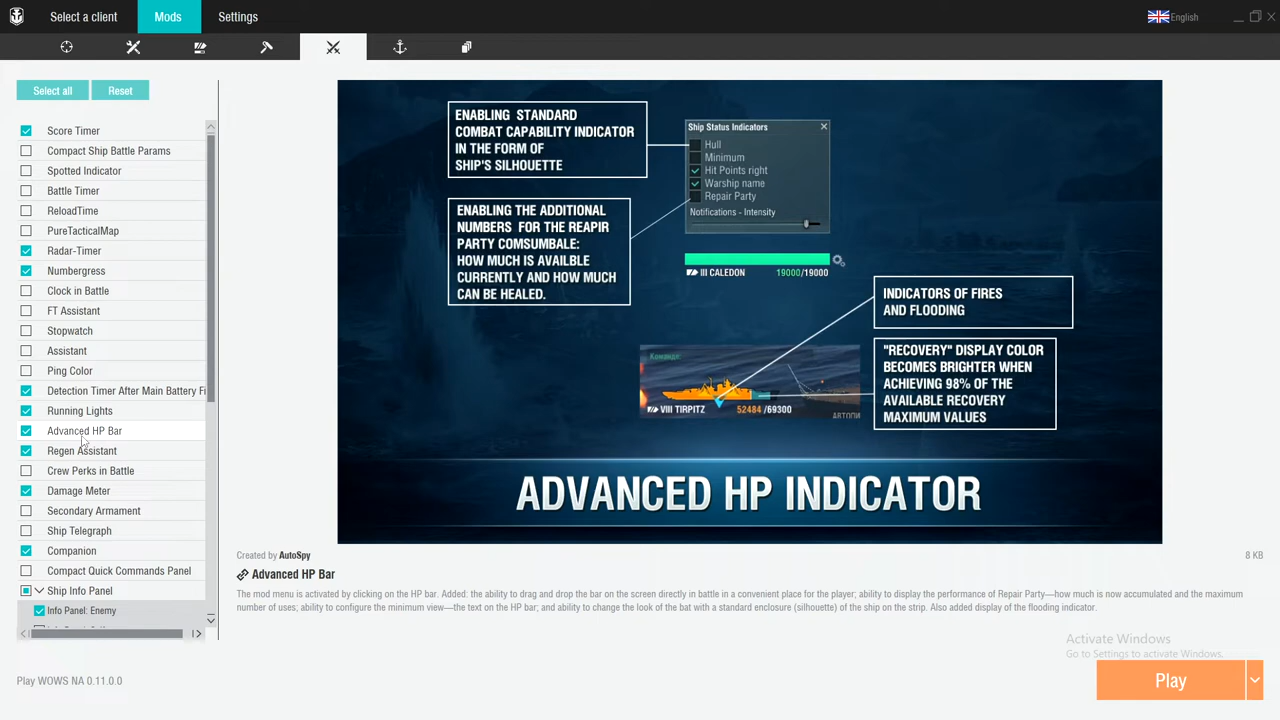 Select a client
Mods
Settings
English
Select all
Reset
Score Timer
Compact Ship Battle Params
Spotted Indicator
Battle Timer
ReloadTime
PureTacticalMap
Radar-Timer
Numbergress
Clock in Battle
FT Assistant
Stopwatch
Assistant
Ping Color
Detection Timer After Main Battery Fi
Running Lights
Advanced HP Bar
Regen Assistant
Crew Perks in Battle
Damage Meter
Secondary Armament
Ship Telegraph
Companion
Compact Quick Commands Panel
Ship Info Panel
Info Panel: Enemy
ENABLING STANDARD
COMBAT CAPABILITY INDICATOR
IN THE FORM OF
SHIP'S SILHOUETTE
Ship Status Indicators
Hull
Minimum
Hit Points right
Warship name
Repair Party
Notifications - Intensity
ENABLING THE ADDITIONAL
NUMBERS FOR THE REAPIR
PARTY COMSUMBALE:
HOW MUCH IS AVAILBLE
CURRENTLY AND HOW MUCH
CAN BE HEALED.
III CALEDON 19000/19000
INDICATORS OF FIRES
AND FLOODING
Команда:
VIII TIRPITZ 52484 /69300
АВТОПИ
"RECOVERY" DISPLAY COLOR
BECOMES BRIGHTER WHEN
ACHIEVING 98% OF THE
AVAILABLE RECOVERY
MAXIMUM VALUES
ADVANCED HP INDICATOR
Created by AutoSpy
8 KB
Advanced HP Bar
The mod menu is activated by clicking on the HP bar. Added: the ability to drag and drop the bar on the screen directly in battle in a convenient place for the player; ability to display the performance of Repair Party—how much is now accumulated and the maximum
number of uses; ability to configure the minimum view—the text on the HP bar; and ability to change the look of the bat with a standard enclosure (silhouette) of the ship on the strip. Also added display of the flooding indicator.
Activate Windows
Go to Settings to activate Windows.
Play WOWS NA 0.11.0.0
Play